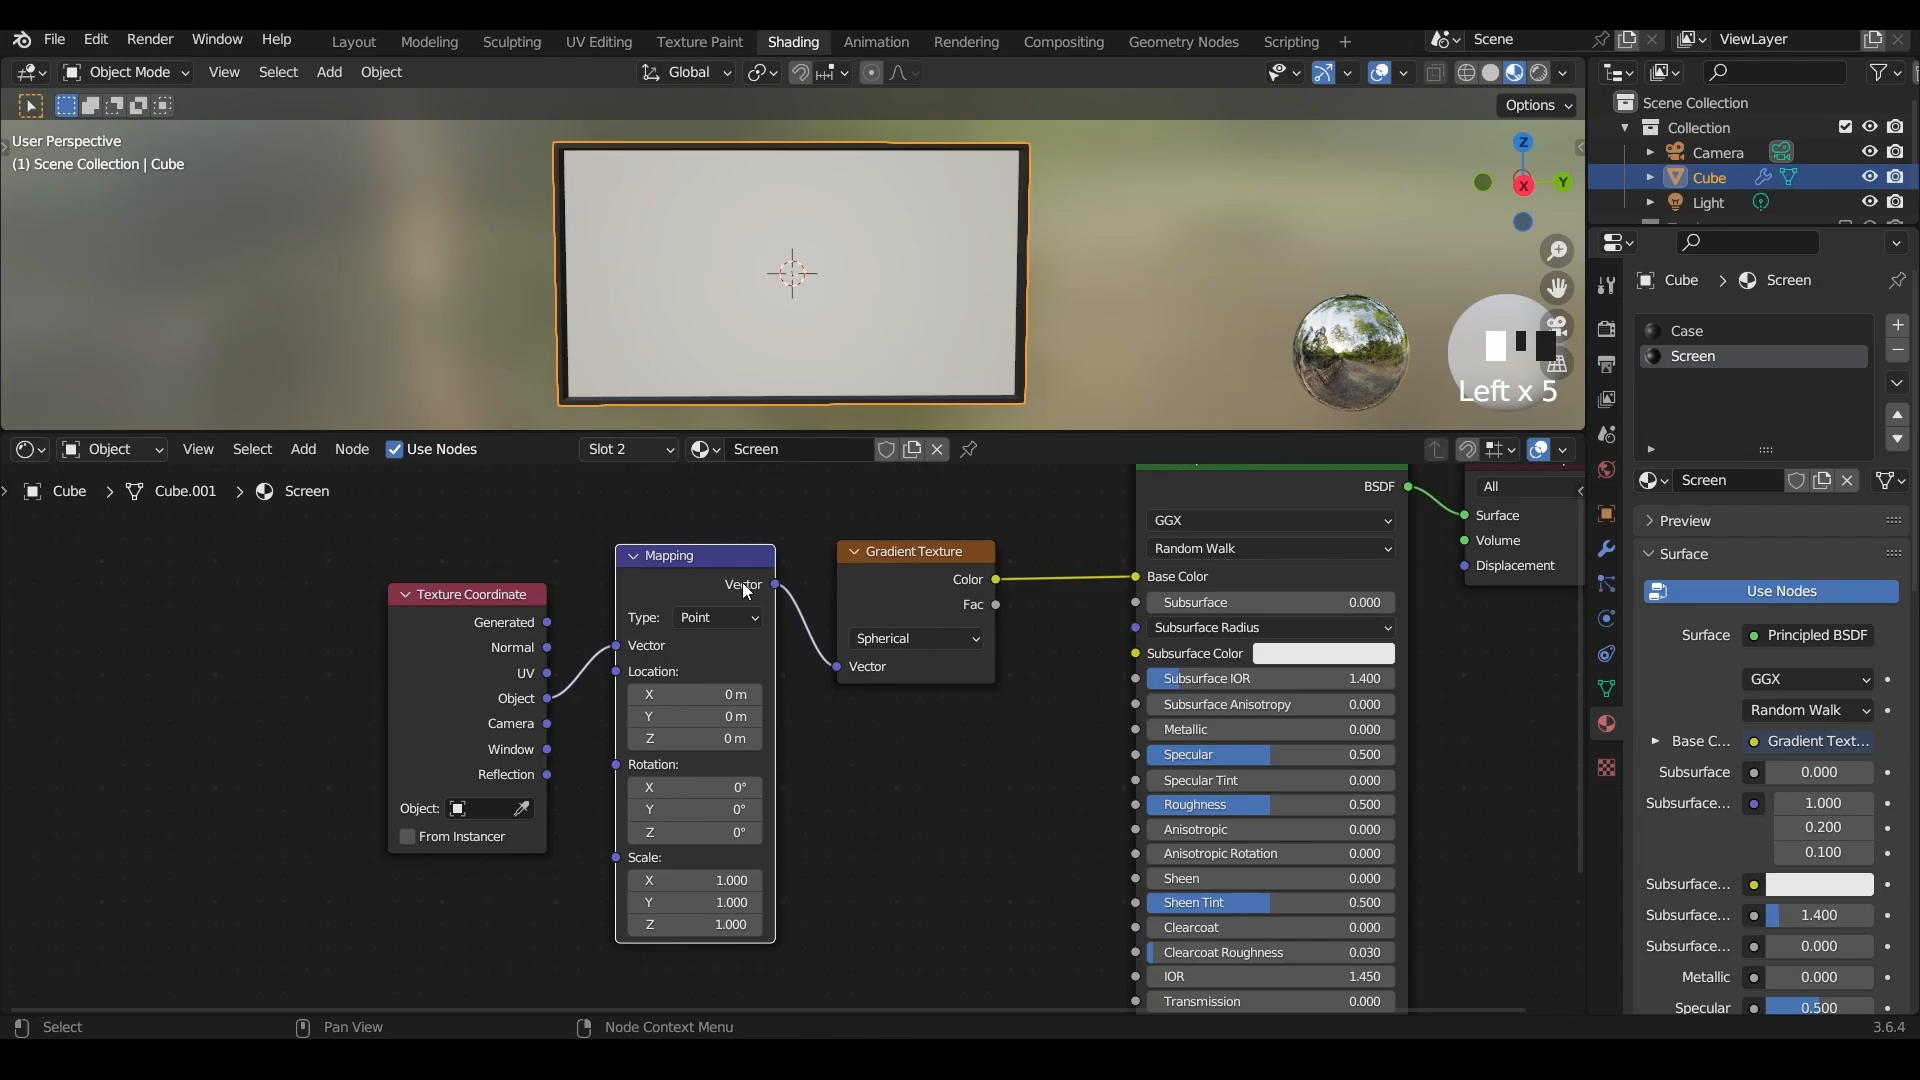 File Edit Render Window Help Layout Modeling Sculpting UV Editing Texture Paint Shading Animation Rendering Compositing Geometry Nodes Scripting + Scene ViewLayer
Object Mode View Select Add Object Global
Options
User Perspective
(1) Scene Collection | Cube
Z
Y
X
Left x 5
Scene Collection
Collection
Camera
Cube
Light
Cube > Screen
Case
Screen
Screen
Preview
Surface
Use Nodes
Surface Principled BSDF
GGX
Random Walk
Base C... Gradient Text...
Subsurface 0.000
Subsurface... 1.000
0.200
0.100
Subsurface...
Subsurface... 1.400
Subsurface... 0.000
Metallic 0.000
Specular 0.500
Object View Select Add Node Use Nodes Slot 2 Screen
Cube > Cube.001 > Screen
Texture Coordinate
Generated
Normal
UV
Object
Camera
Window
Reflection
Object:
From Instancer
Mapping
Vector
Type: Point
Vector
Location:
X 0 m
Y 0 m
Z 0 m
Rotation:
X 0°
Y 0°
Z 0°
Scale:
X 1.000
Y 1.000
Z 1.000
Gradient Texture
Color
Fac
Spherical
Vector
BSDF
GGX
Random Walk
Base Color
Subsurface 0.000
Subsurface Radius
Subsurface Color
Subsurface IOR 1.400
Subsurface Anisotropy 0.000
Metallic 0.000
Specular 0.500
Specular Tint 0.000
Roughness 0.500
Anisotropic 0.000
Anisotropic Rotation 0.000
Sheen 0.000
Sheen Tint 0.500
Clearcoat 0.000
Clearcoat Roughness 0.030
IOR 1.450
Transmission 0.000
All
Surface
Volume
Displacement
Select Pan View Node Context Menu 3.6.4